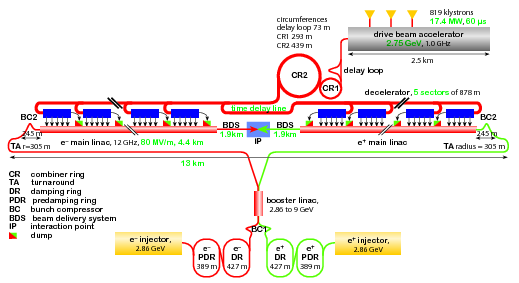 819 klystrons
17.4 MW, 60 µs
circumferences
delay loop 73 m
CR1 293 m
CR2 439 m
drive beam accelerator
2.75 GeV, 1.0 GHz
2.5 km
delay loop
CR2
CR1
decelerator, 5 sectors of 878 m
time delay line
BC2
BDS
BDS
BC2
245 m
1.9km
IP
1.9km
245 m
TA r=305 m
e⁻ main linac, 12 GHz, 80 MW/m, 4.4 km
e⁺ main linac
TA radius = 305 m
13 km
CR combiner ring
TA turnaround
DR damping ring
PDR predamping ring
BC bunch compressor
BDS beam delivery system
IP interaction point
dump
booster linac,
2.86 to 9 GeV
BC1
e⁻ injector,
2.86 GeV
e⁻
PDR
389 m
e⁻
DR
427 m
e⁺
DR
427 m
e⁺
PDR
389 m
e⁺ injector,
2.86 GeV